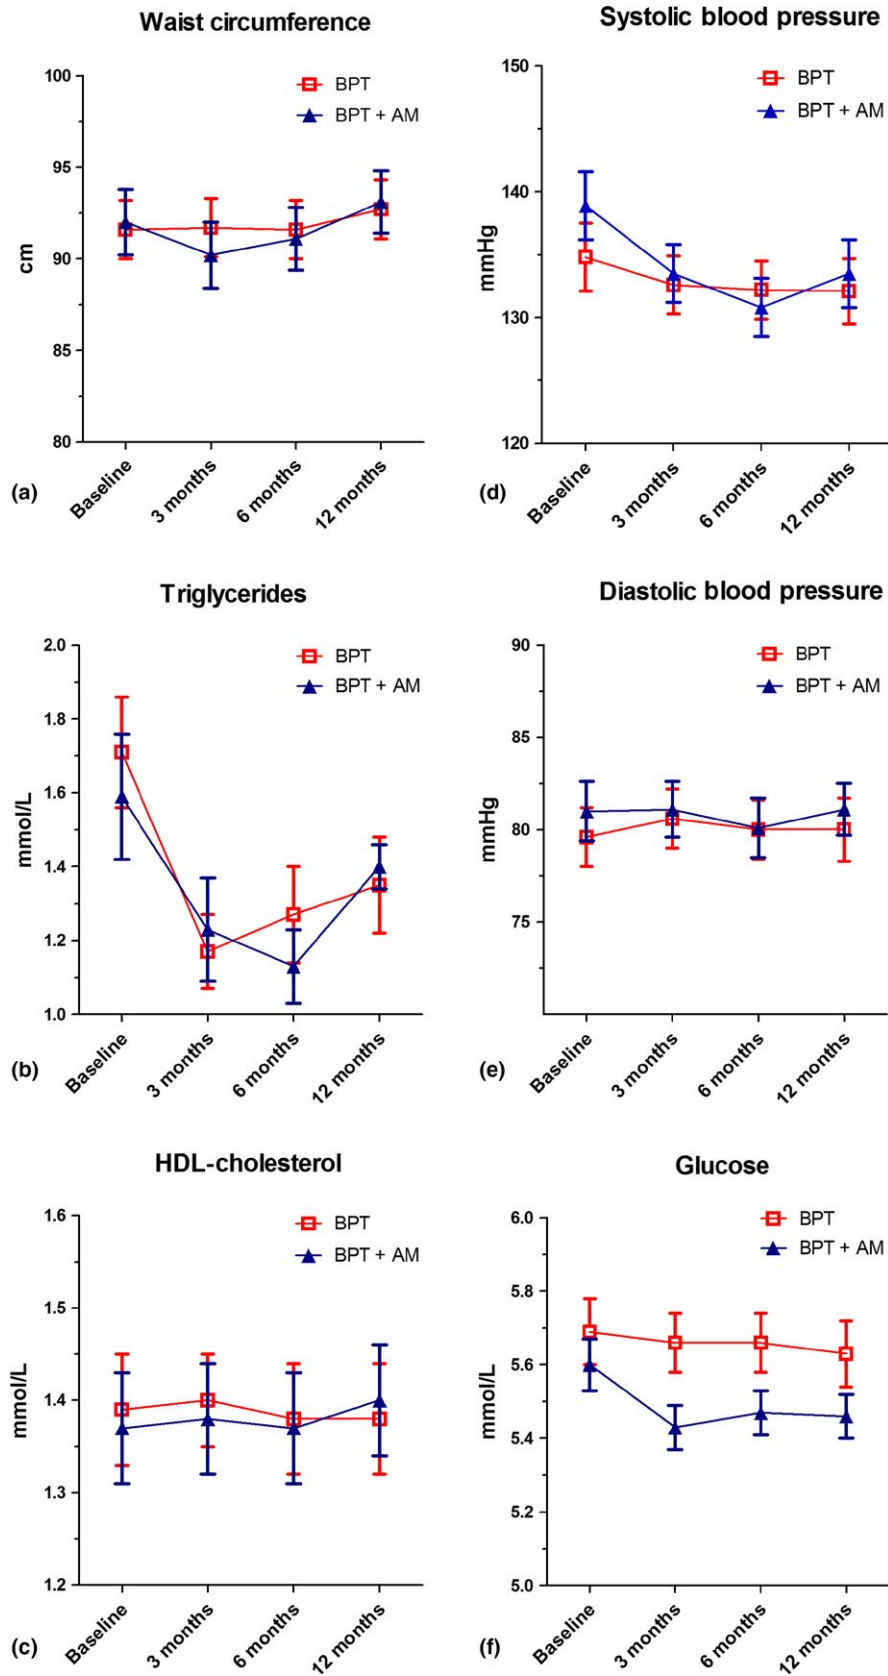 Waist circumference
BPT
BPT + AM
100
95
90
85
80
cm
Baseline
3 months
6 months
12 months
(a)
Systolic blood pressure
BPT
BPT + AM
150
140
130
120
mmHg
Baseline
3 months
6 months
12 months
(d)
Triglycerides
BPT
BPT + AM
2.0
1.8
1.6
1.4
1.2
1.0
mmol/L
Baseline
3 months
6 months
12 months
(b)
Diastolic blood pressure
BPT
BPT + AM
90
85
80
75
mmHg
Baseline
3 months
6 months
12 months
(e)
HDL-cholesterol
BPT
BPT + AM
1.6
1.5
1.4
1.3
1.2
mmol/L
Baseline
3 months
6 months
12 months
(c)
Glucose
BPT
BPT + AM
6.0
5.8
5.6
5.4
5.2
5.0
mmol/L
Baseline
3 months
6 months
12 months
(f)